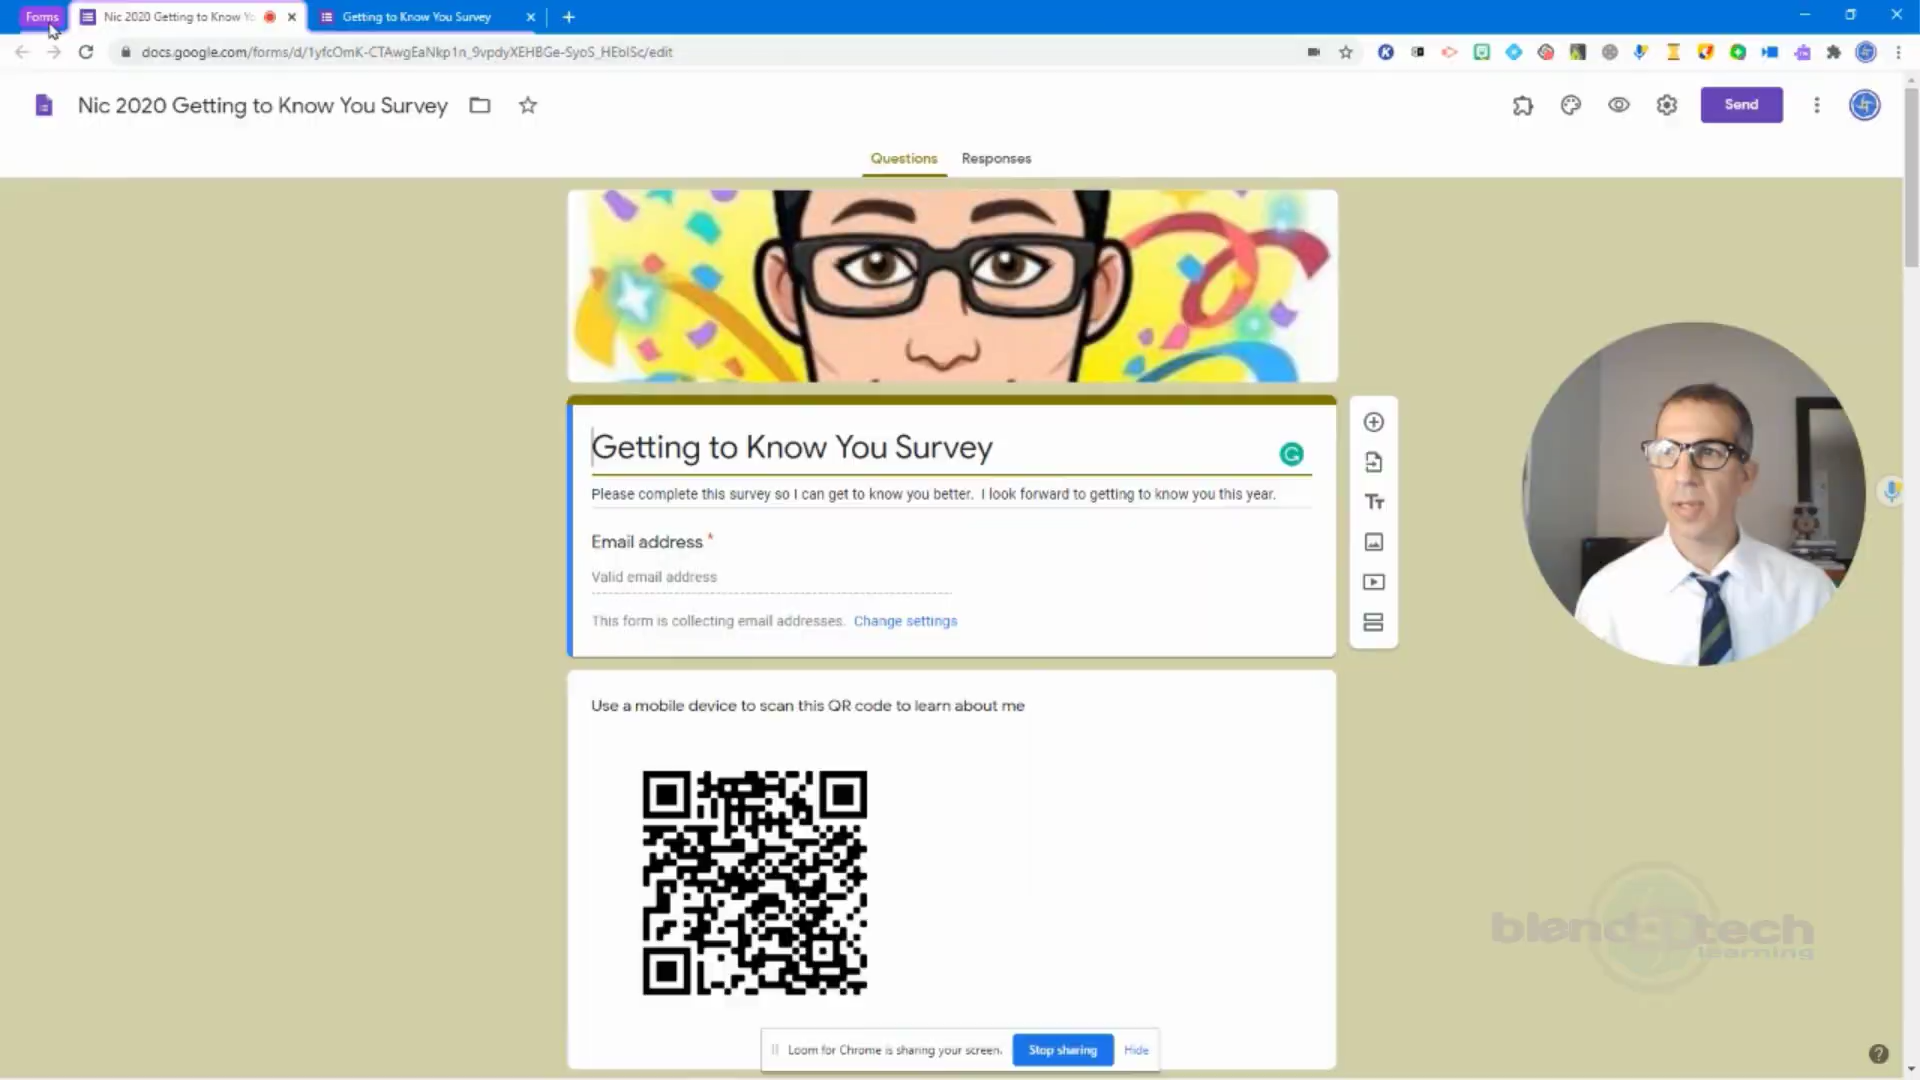 Forms
Nic 2020 Getting to Know Yo
Getting to Know You Survey
docs.google.com/forms/d/1yfcOmK-CTAwgEaNkp1n_9vpdyXEHBGe-SyoS_HEbISc/edit
Nic 2020 Getting to Know You Survey
Send
Questions
Responses
Getting to Know You Survey
Please complete this survey so I can get to know you better. I look forward to getting to know you this year.
Email address *
Valid email address
This form is collecting email addresses. Change settings
Use a mobile device to scan this QR code to learn about me
blend tech
learning
Loom for Chrome is sharing your screen.
Stop sharing
Hide